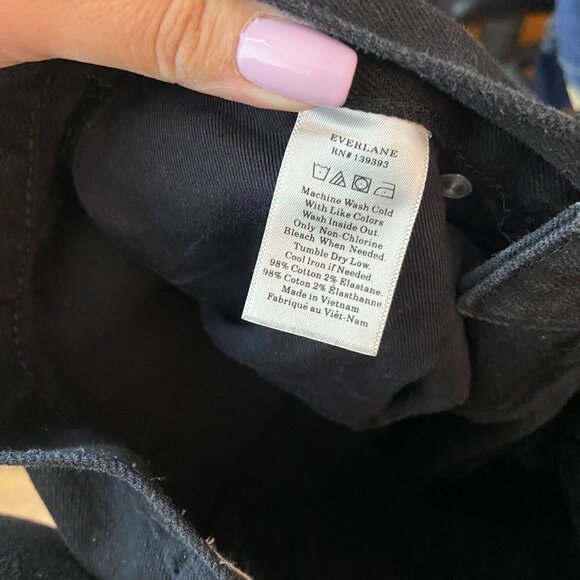 EVERLANE
RN# 139393
Machine Wash Cold
With Like Colors
Wash Inside Out
Only Non-Chlorine
Bleach When Needed
Tumble Dry Low.
Cool Iron if Needed
98% Cotton 2% Elastane
98% Coton 2% Élasthanne
Made in Vietnam
Fabriqué au Viêt-Nam